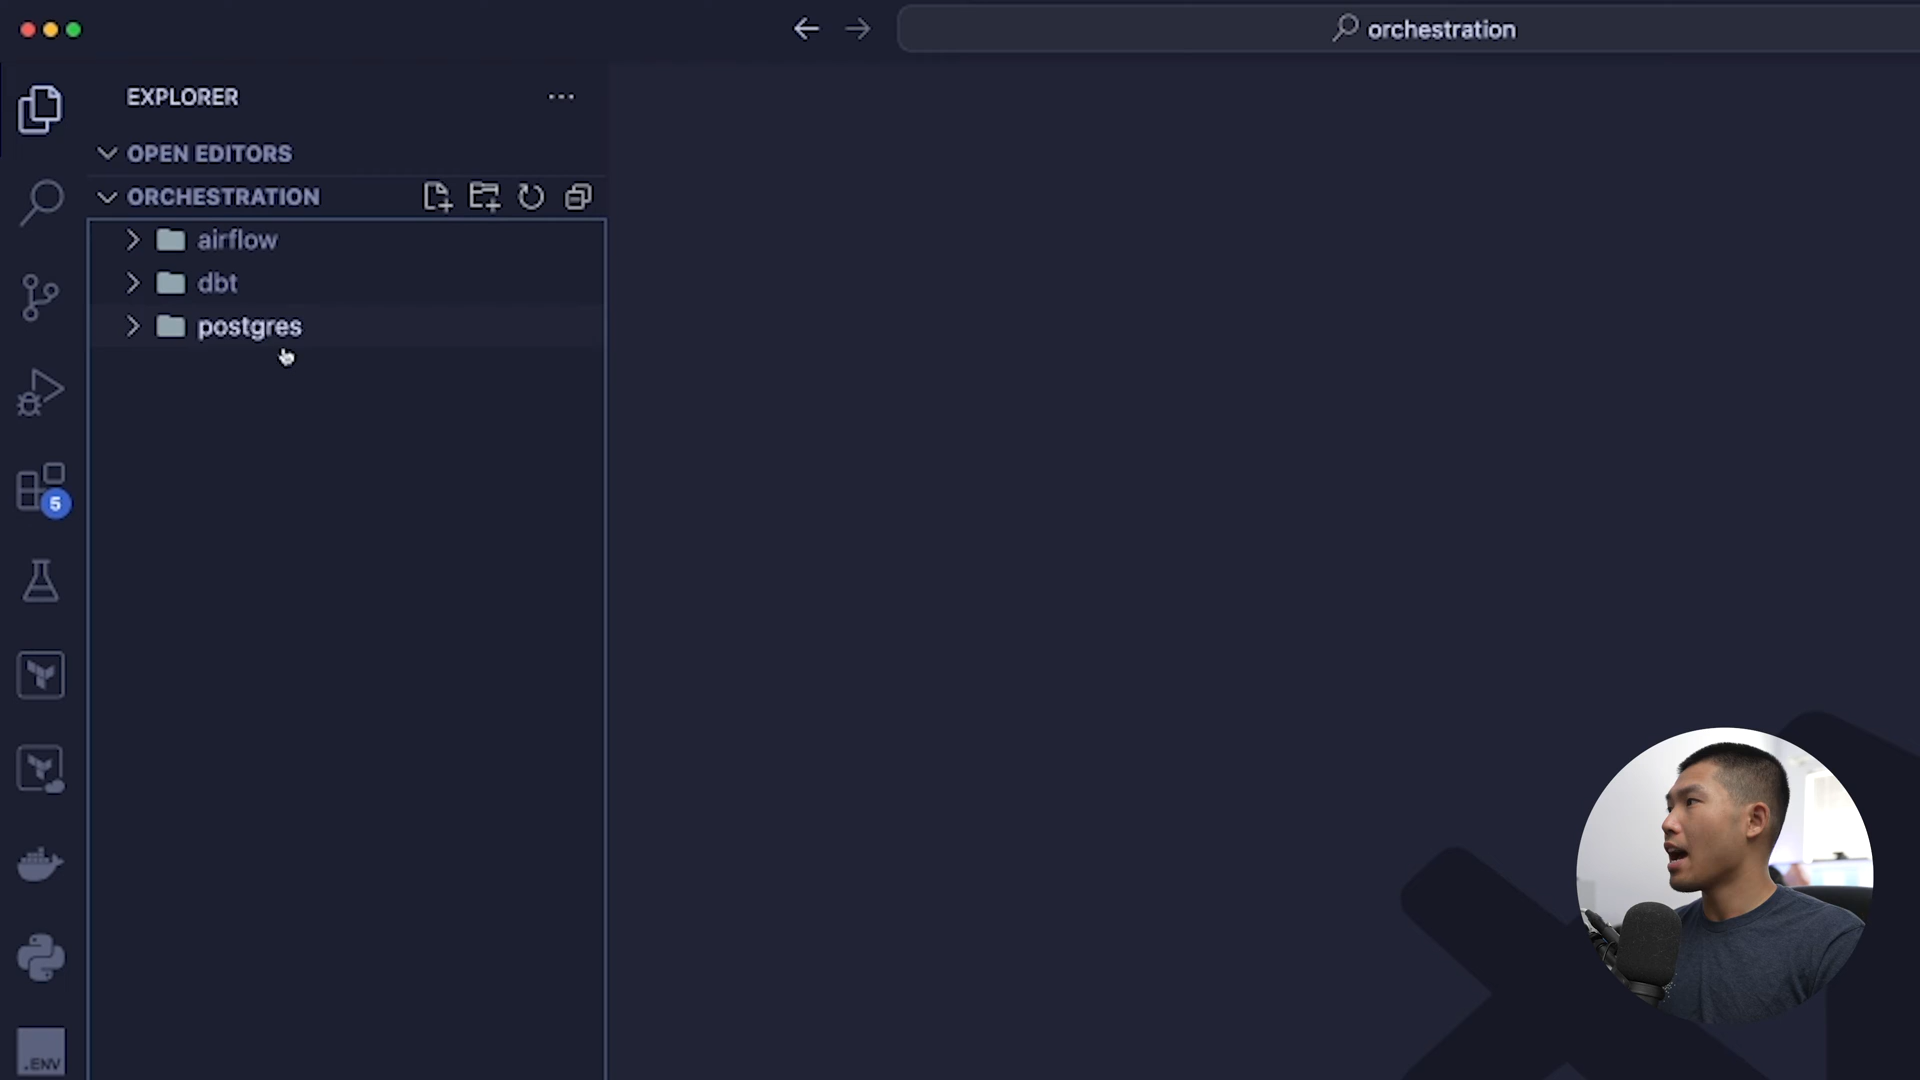 orchestration
EXPLORER
OPEN EDITORS
ORCHESTRATION
airflow
dbt
postgres
5
.ENV